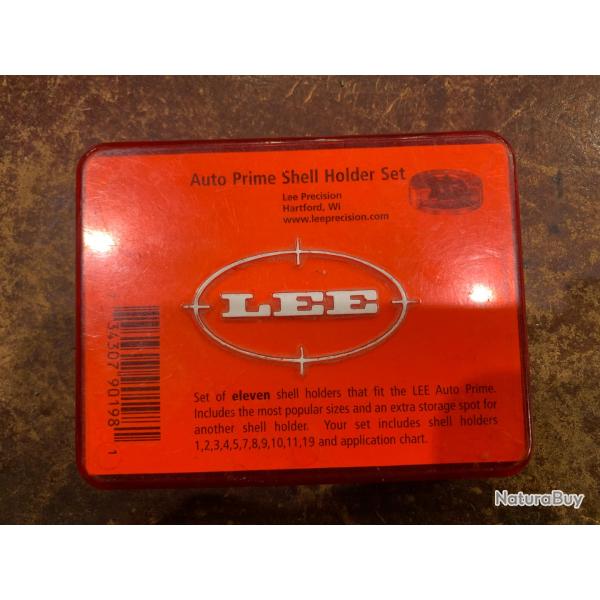 Auto Prime Shell Holder Set
Lee Precision
Hartford, WI
www.leeprecision.com
LEE
Set of eleven shell holders that fit the LEE Auto Prime.
Includes the most popular sizes and an extra storage spot for
another shell holder. Your set includes shell holders
1,2,3,4,5,7,8,9,10,11,19 and application chart.
34307 90198 1
NaturaBuy